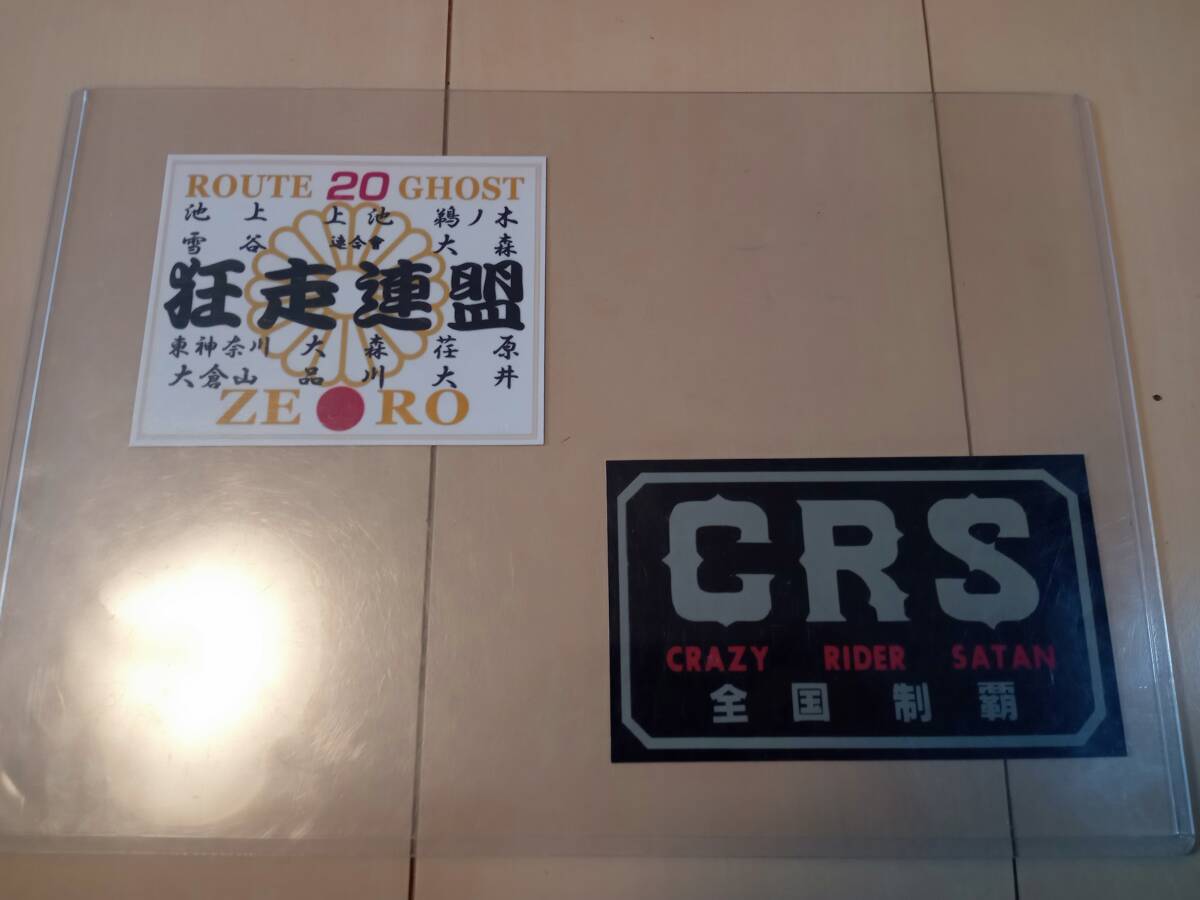 ROUTE 20 GHOST
池上 上池 鵜ノ木
雪谷 連合會 大森
狂走連盟
東神奈川 大森 荏原
大倉山 品川 大井
ZERO
CRS
CRAZY RIDER SATAN
全国制覇